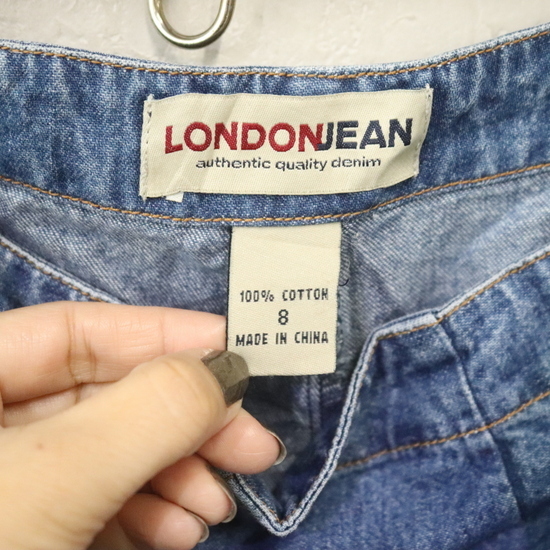 LONDONJEAN
authentic quality denim
100% COTTON
8
MADE IN CHINA